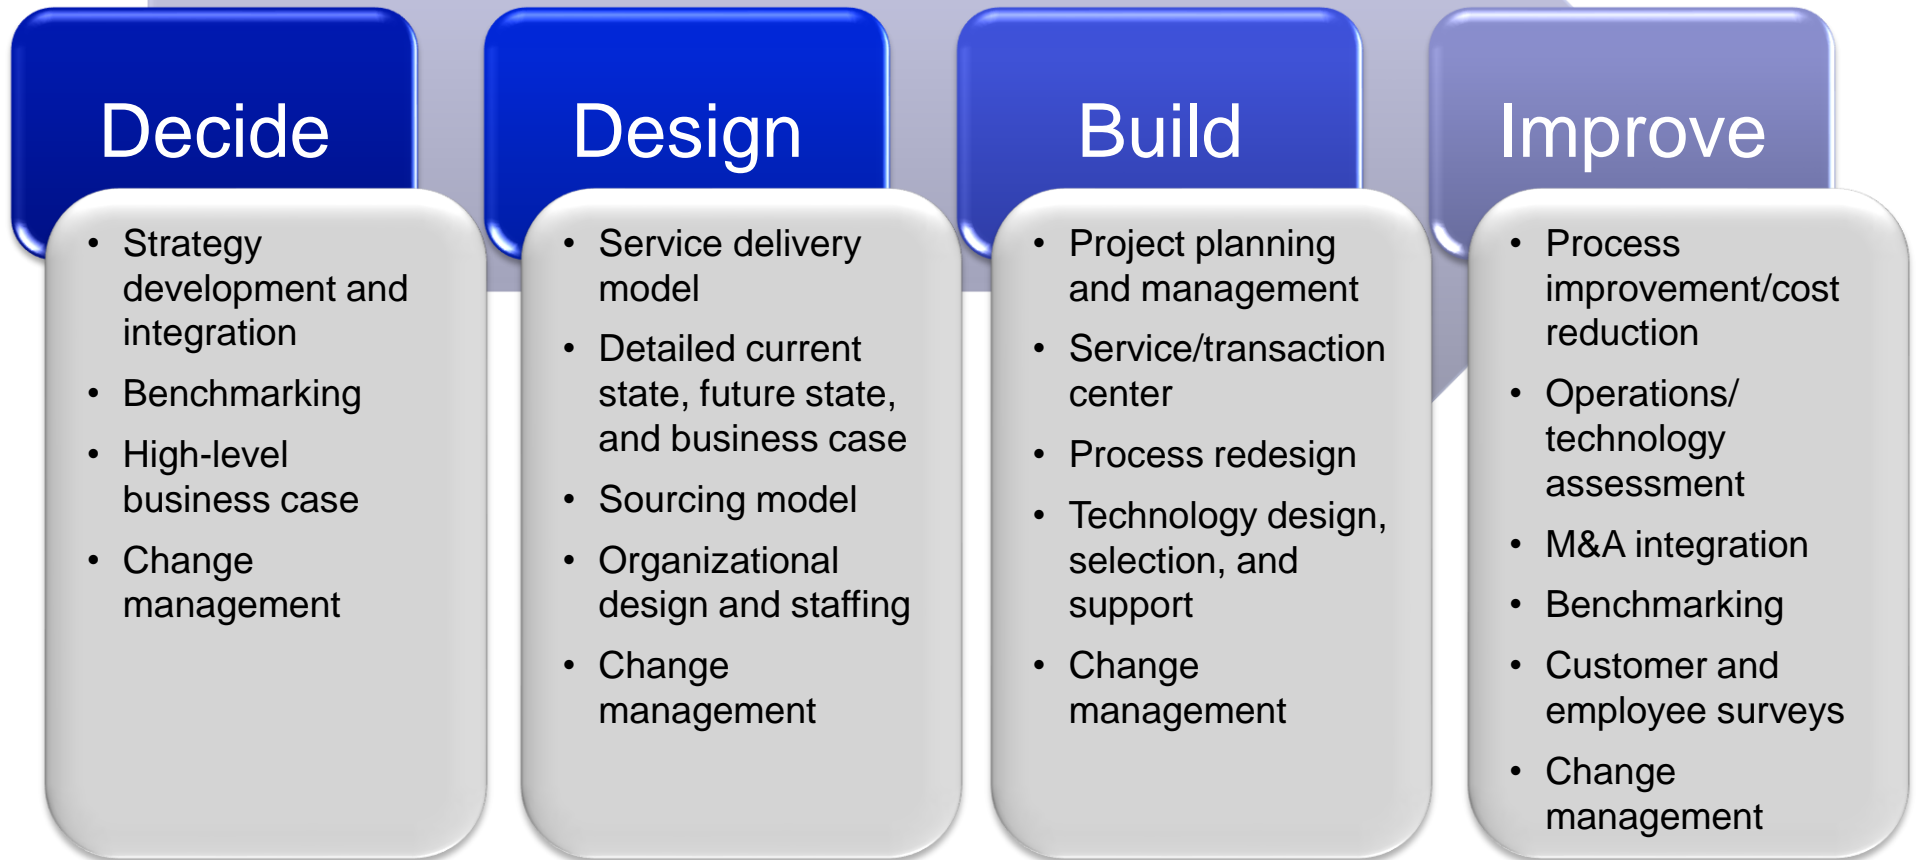 Decide
• Strategy
development and
integration
• Benchmarking
• High-level
business case
• Change
management
Design
• Service delivery
model
• Detailed current
state, future state,
and business case
• Sourcing model
• Organizational
design and staffing
• Change
management
Build
• Project planning
and management
• Service/transaction
center
• Process redesign
• Technology design,
selection, and
support
• Change
management
Improve
• Process
improvement/cost
reduction
• Operations/
technology
assessment
• M&A integration
• Benchmarking
• Customer and
employee surveys
• Change
management